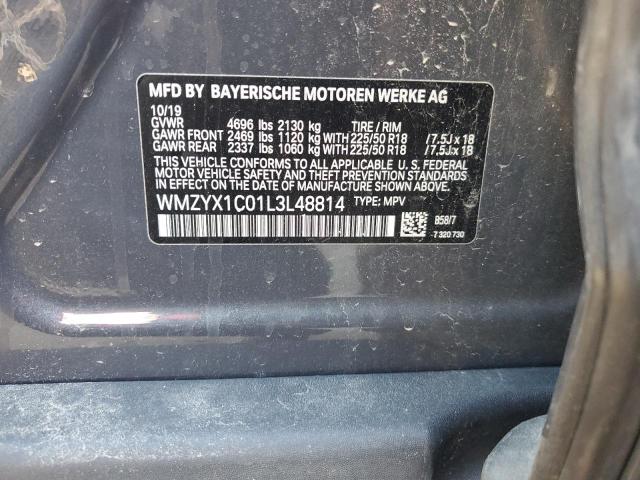 MFD BY BAYERISCHE MOTOREN WERKE AG
10/19
GVWR 4696 lbs 2130 kg TIRE / RIM
GAWR FRONT 2469 lbs 1120 kg WITH 225/50 R18 /7.5J x 18
GAWR REAR 2337 lbs 1060 kg WITH 225/50 R18 /7.5J x 18
THIS VEHICLE CONFORMS TO ALL APPLICABLE U. S. FEDERAL
MOTOR VEHICLE SAFETY AND THEFT PREVENTION STANDARDS
IN EFFECT ON THE DATE OF MANUFACTURE SHOWN ABOVE.
WMZYX1C01L3L48814 TYPE: MPV
B58/7
-7 320 730